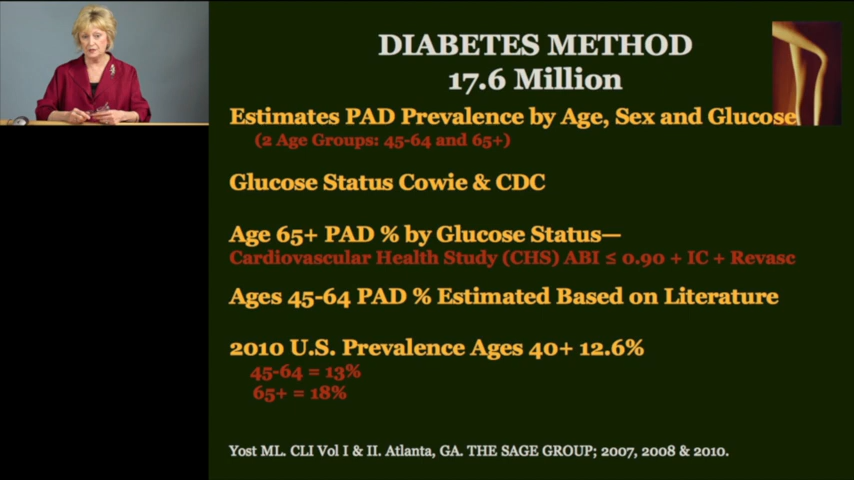 DIABETES METHOD
17.6 Million
Estimates PAD Prevalence by Age, Sex and Glucose
(2 Age Groups: 45-64 and 65+)
Glucose Status Cowie & CDC
Age 65+ PAD % by Glucose Status—
Cardiovascular Health Study (CHS) ABI ≤ 0.90 + IC + Revasc
Ages 45-64 PAD % Estimated Based on Literature
2010 U.S. Prevalence Ages 40+ 12.6%
45-64 = 13%
65+ = 18%
Yost ML. CLI Vol I & II. Atlanta, GA. THE SAGE GROUP; 2007, 2008 & 2010.